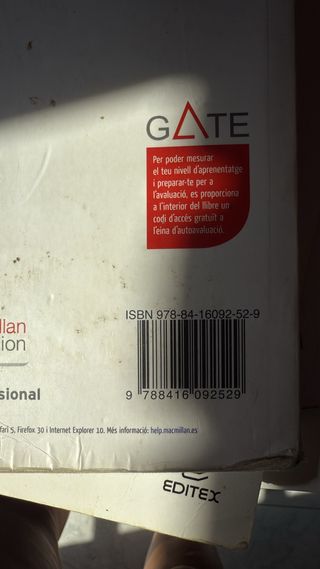 GATE
Per poder mesurar
el teu nivell d'aprenentatge
i preparar-te per a
l'avaluació, es proporciona
a l'interior del llibre un
codi d'accés gratuït a
l'eina d'autoavaluació.
ISBN 978-84-16092-52-9
9 788416 092529
llan
cion
sional
fari 5, Firefox 30 i Internet Explorer 10. Més informació: help.macmillan.es
EDITEX